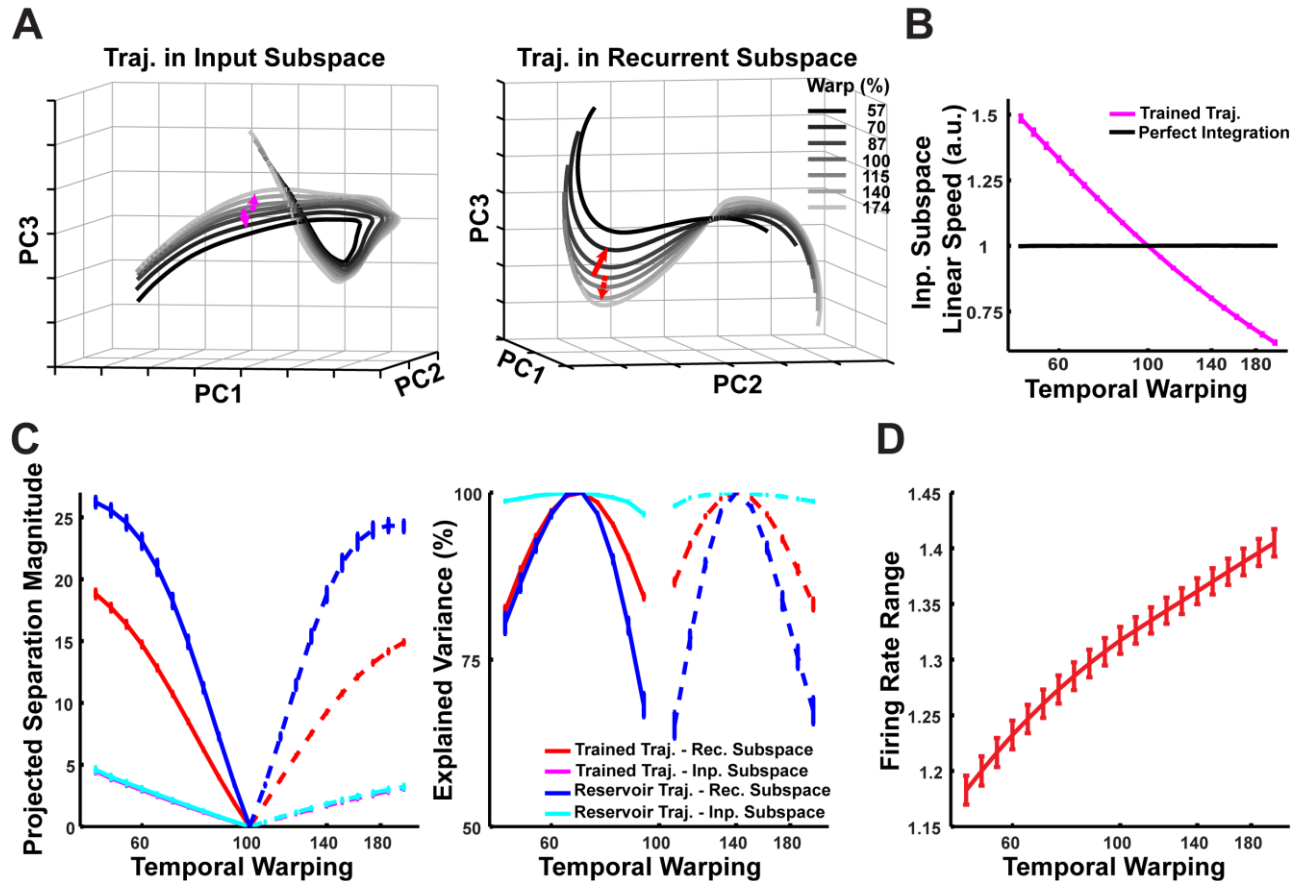 A
Traj. in Input Subspace
PC3
PC1
PC2
Traj. in Recurrent Subspace
Warp (%)
57
70
87
100
115
140
174
PC3
PC1
PC2
B
Inp. Subspace
Linear Speed (a.u.)
1.5
1.25
1
0.75
Trained Traj.
Perfect Integration
60
100
140
180
Temporal Warping
C
Projected Separation Magnitude
25
20
15
10
5
0
60
100
140
180
Temporal Warping
Explained Variance (%)
100
75
50
Trained Traj. - Rec. Subspace
Trained Traj. - Inp. Subspace
Reservoir Traj. - Rec. Subspace
Reservoir Traj. - Inp. Subspace
60
100
140
180
Temporal Warping
D
Firing Rate Range
1.45
1.4
1.35
1.3
1.25
1.2
1.15
60
100
140
180
Temporal Warping